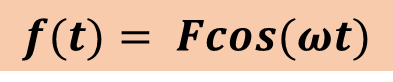 f(t) = Fcos(ωt)